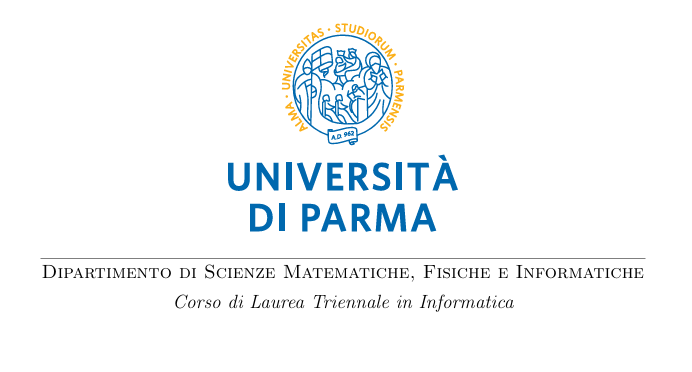 ALMA · UNIVERSITAS · STUDIORUM · PARMENSIS
A.D. 962
UNIVERSITÀ
DI PARMA
Dipartimento di Scienze Matematiche, Fisiche e Informatiche
Corso di Laurea Triennale in Informatica